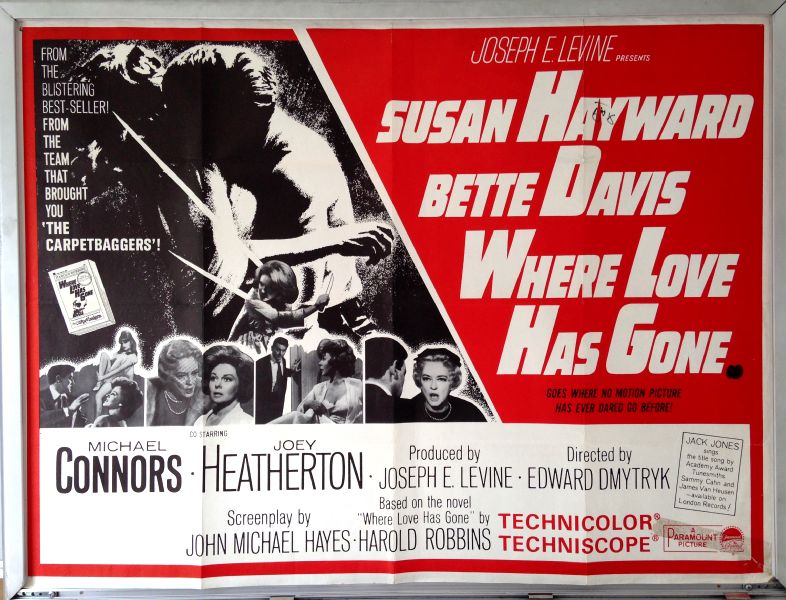 FROM
THE
BLISTERING
BEST-SELLER!
FROM
THE
TEAM
THAT
BROUGHT
YOU
'THE
CARPETBAGGERS'!
WHERE
LOVE
HAS
GONE
JOSEPH E. LEVINE PRESENTS
SUSAN HAYWARD
BETTE DAVIS
WHERE LOVE
HAS GONE
GOES WHERE NO MOTION PICTURE
HAS EVER DARED GO BEFORE!
CO STARRING
MICHAEL
CONNORS · JOEY
HEATHERTON ·
Produced by
JOSEPH E. LEVINE ·
Directed by
EDWARD DMYTRYK
Screenplay by
JOHN MICHAEL HAYES ·
Based on the novel
"Where Love Has Gone" by
HAROLD ROBBINS
TECHNICOLOR®
TECHNISCOPE®
JACK JONES
sings
the title song by
Academy Award
Tunesmiths
Sammy Cahn and
James Van Heusen
—available on
London Records!
A
PARAMOUNT
PICTURE